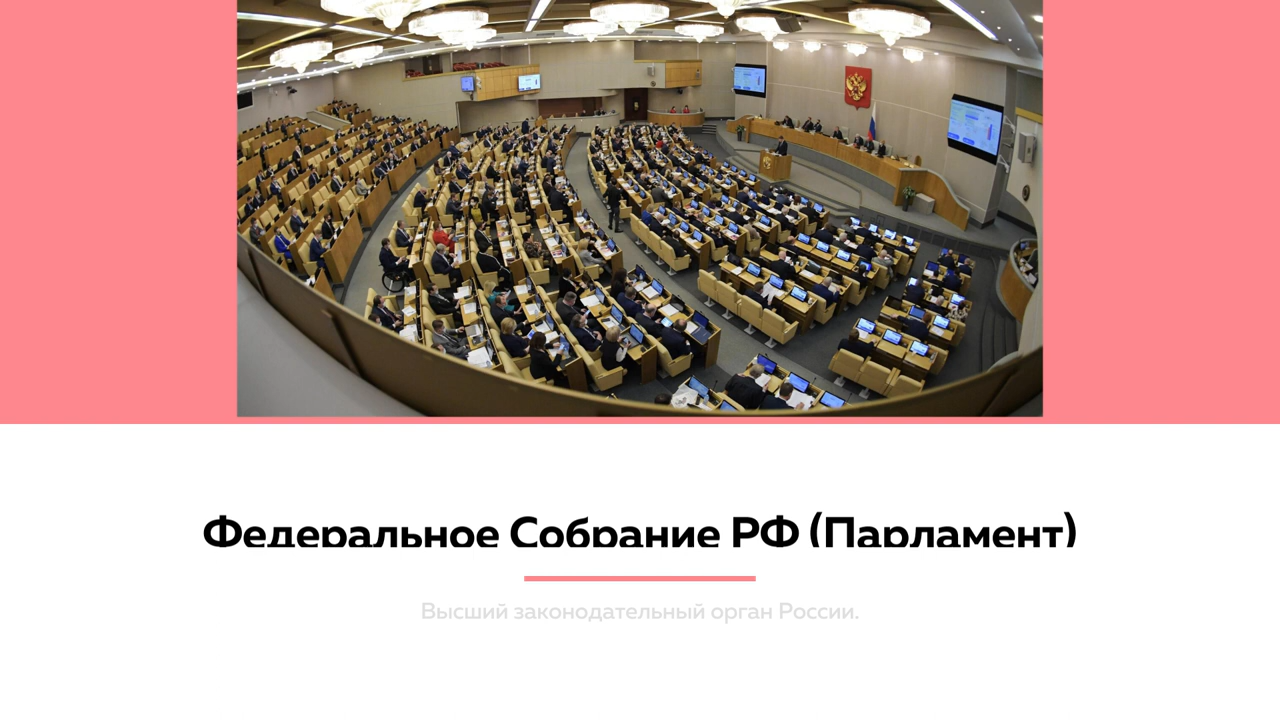 Федеральное Собрание РФ (Парламент)
Высший законодательный орган России.